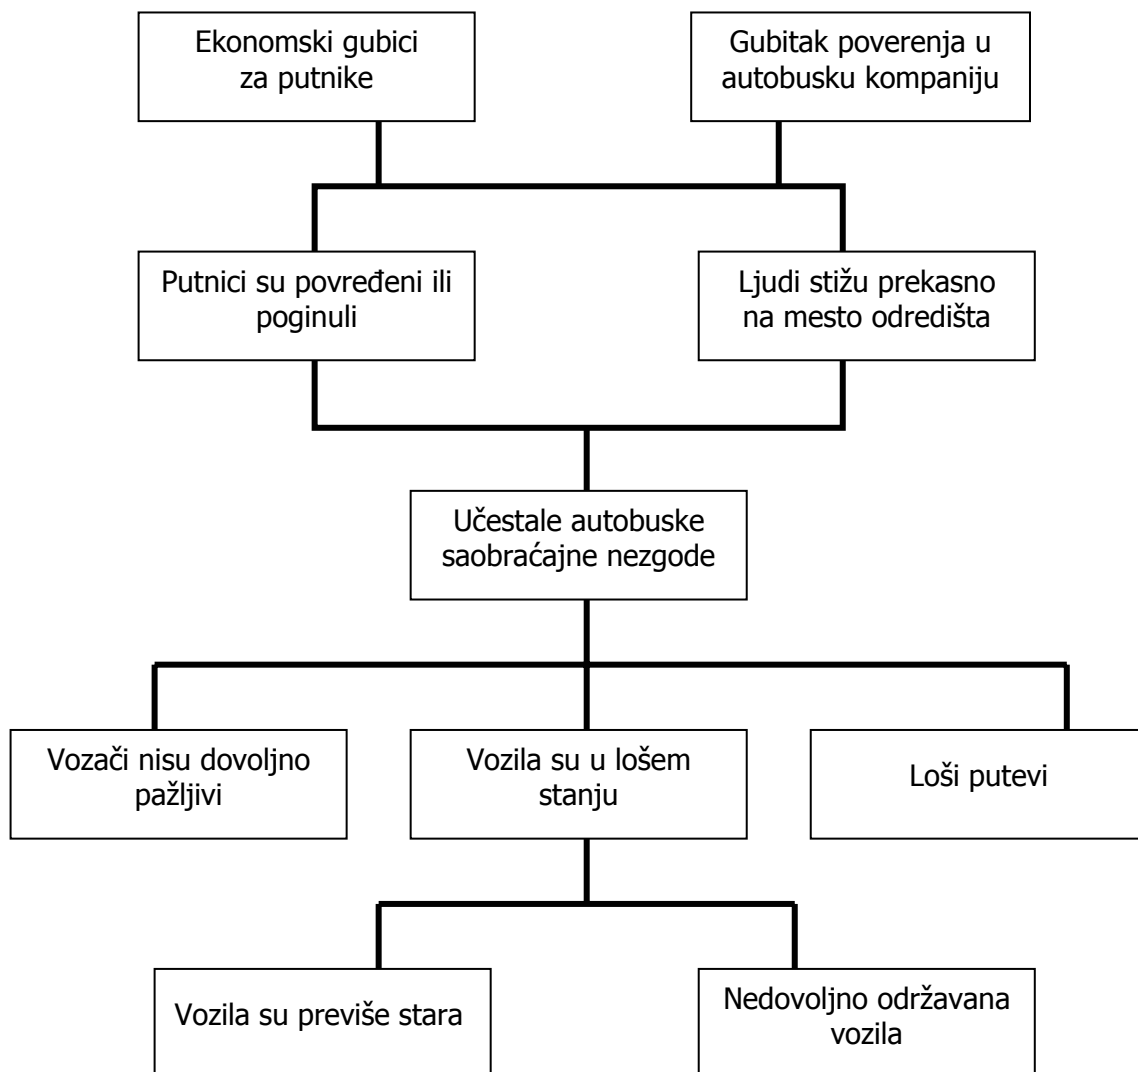 Ekonomski gubici
za putnike
Gubitak poverenja u
autobusku kompaniju
Putnici su povređeni ili
poginuli
Ljudi stižu prekasno
na mesto odredišta
Učestale autobuske
saobraćajne nezgode
Vozači nisu dovoljno
pažljivi
Vozila su u lošem
stanju
Loši putevi
Vozila su previše stara
Nedovoljno održavana
vozila